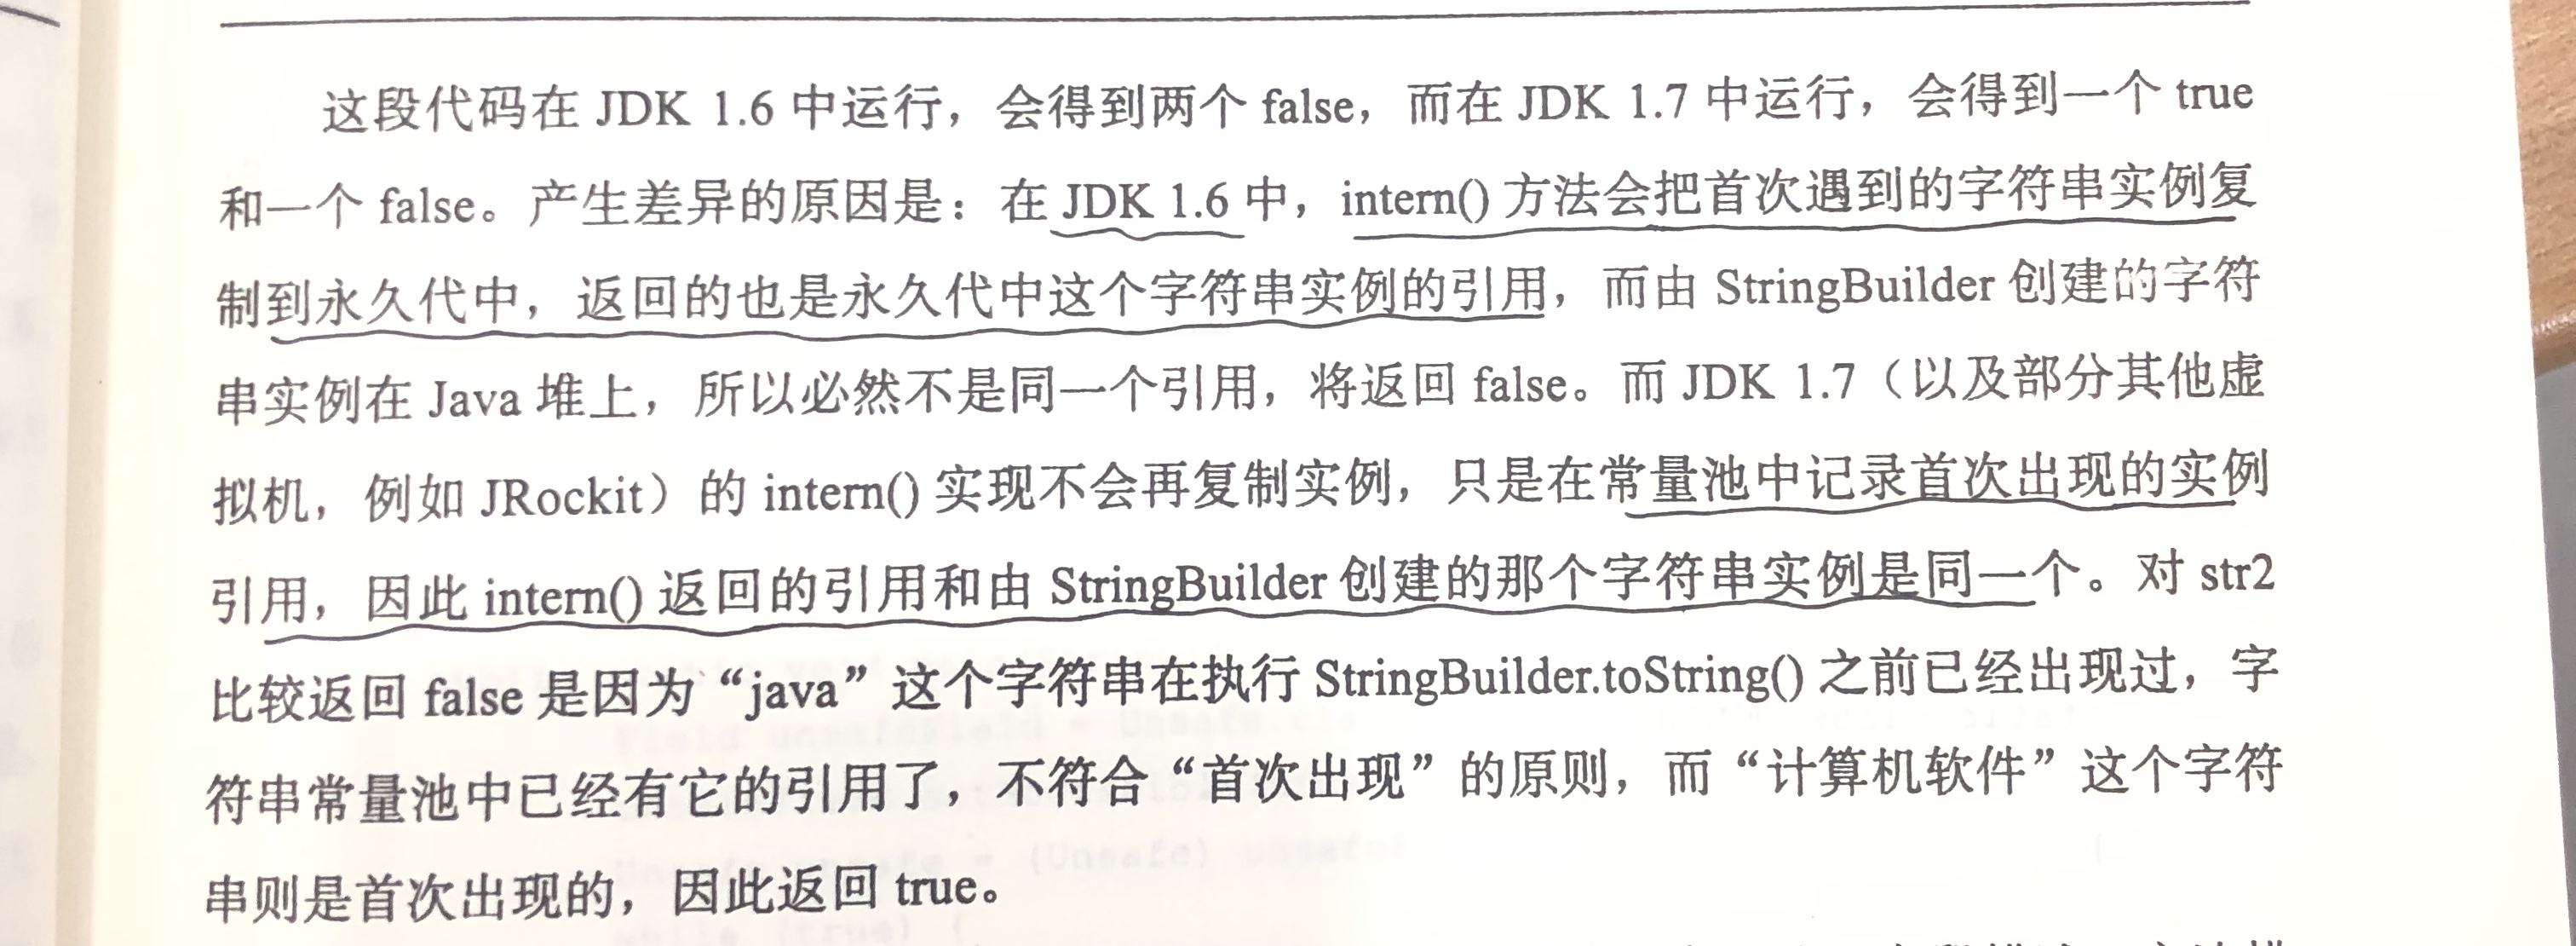 这段代码在 JDK 1.6 中运行，会得到两个 false，而在 JDK 1.7 中运行，会得到一个 true
和一个 false。产生差异的原因是：在 JDK 1.6 中，intern() 方法会把首次遇到的字符串实例复
制到永久代中，返回的也是永久代中这个字符串实例的引用，而由 StringBuilder 创建的字符
串实例在 Java 堆上，所以必然不是同一个引用，将返回 false。而 JDK 1.7（以及部分其他虚
拟机，例如 JRockit）的 intern() 实现不会再复制实例，只是在常量池中记录首次出现的实例
引用，因此 intern() 返回的引用和由 StringBuilder 创建的那个字符串实例是同一个。对 str2
比较返回 false 是因为“java”这个字符串在执行 StringBuilder.toString() 之前已经出现过，字
符串常量池中已经有它的引用了，不符合“首次出现”的原则，而“计算机软件”这个字符
串则是首次出现的，因此返回 true。